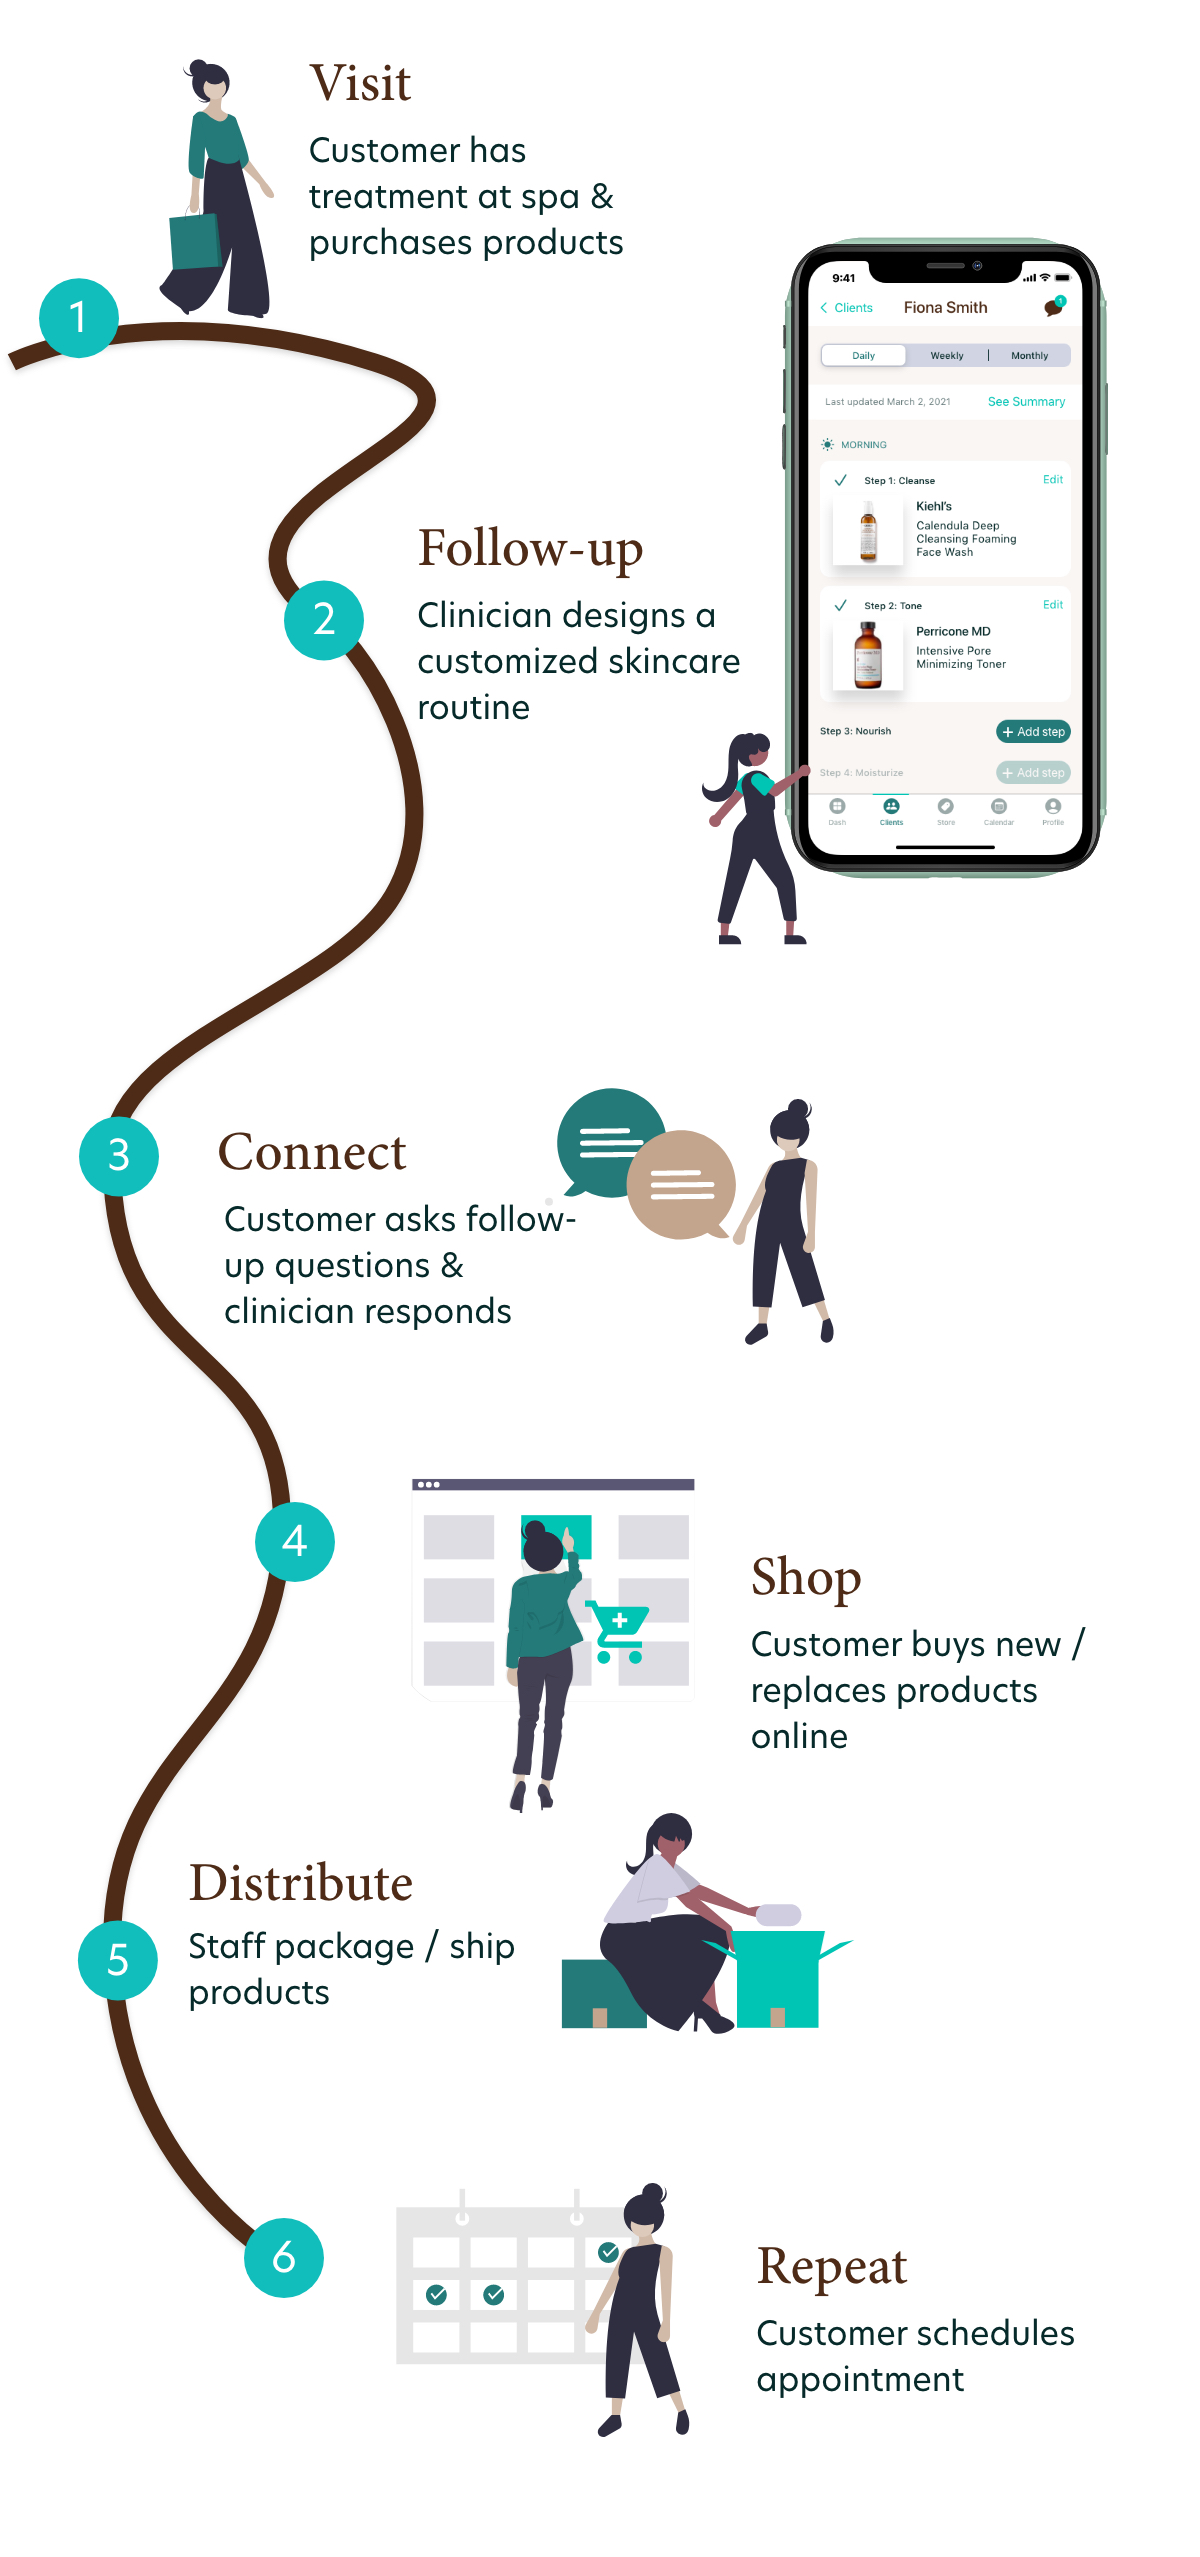 Visit
Customer has
treatment at spa &
purchases products
1
9:41
Clients
Fiona Smith
1
Daily
Weekly
Monthly
Last updated March 2, 2021
See Summary
MORNING
Step 1: Cleanse
Edit
Kiehl's
Calendula Deep
Cleansing Foaming
Face Wash
Step 2: Tone
Edit
Perricone MD
Intensive Pore
Minimizing Toner
Step 3: Nourish
+ Add step
Step 4: Moisturize
+ Add step
Dash
Clients
Store
Calendar
Profile
2
Follow-up
Clinician designs a
customized skincare
routine
3
Connect
Customer asks follow-
up questions &
clinician responds
4
Shop
Customer buys new /
replaces products
online
5
Distribute
Staff package / ship
products
6
Repeat
Customer schedules
appointment